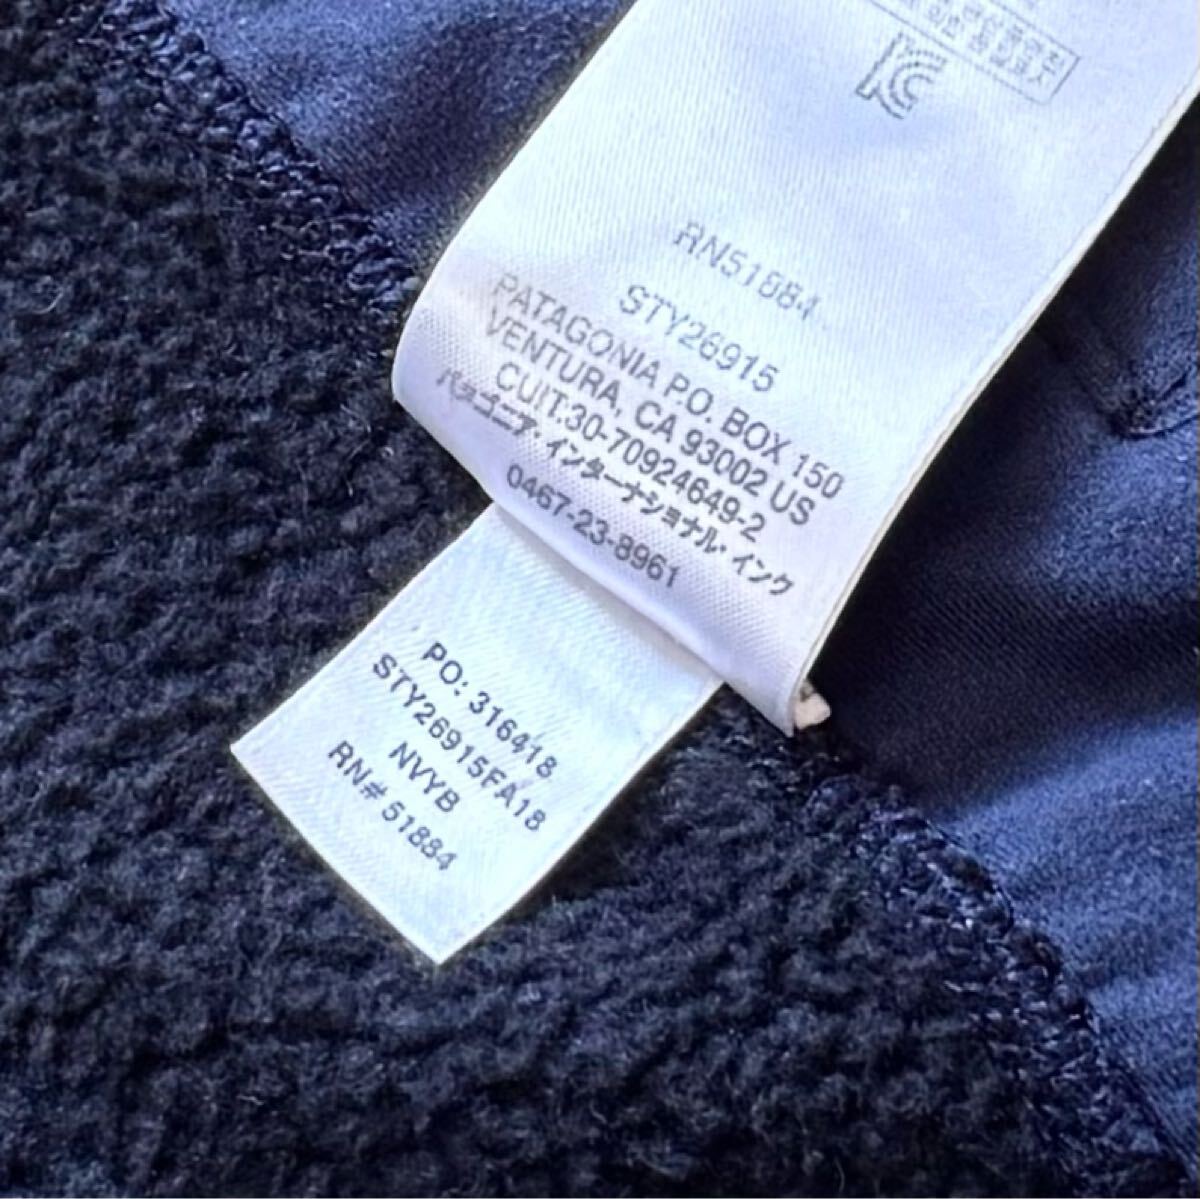 RN51884
STY26915
PATAGONIA P.O. BOX 150
VENTURA, CA 93002 US
CUIT:30-70924649-2
パタゴニア・インターナショナル・インク
0467-23-8961
PO: 316418
STY26915FA18
NVYB
RN# 51884